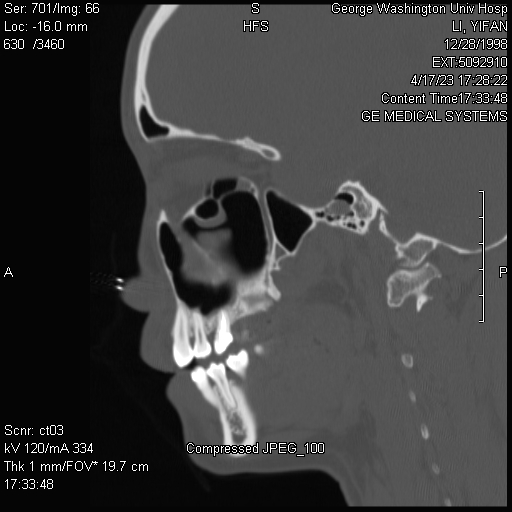 Ser: 701/Img: 66
Loc: -16.0 mm
630 /3460
S
HFS
George Washington Univ Hosp
LI, YIFAN
12/28/1998
EXT:5092910
4/17/23 17:28:22
Content Time17:33:48
GE MEDICAL SYSTEMS
A
P
Scnr: ct03
kV 120/mA 334
Thk 1 mm/FOV* 19.7 cm
17:33:48
Compressed JPEG_100